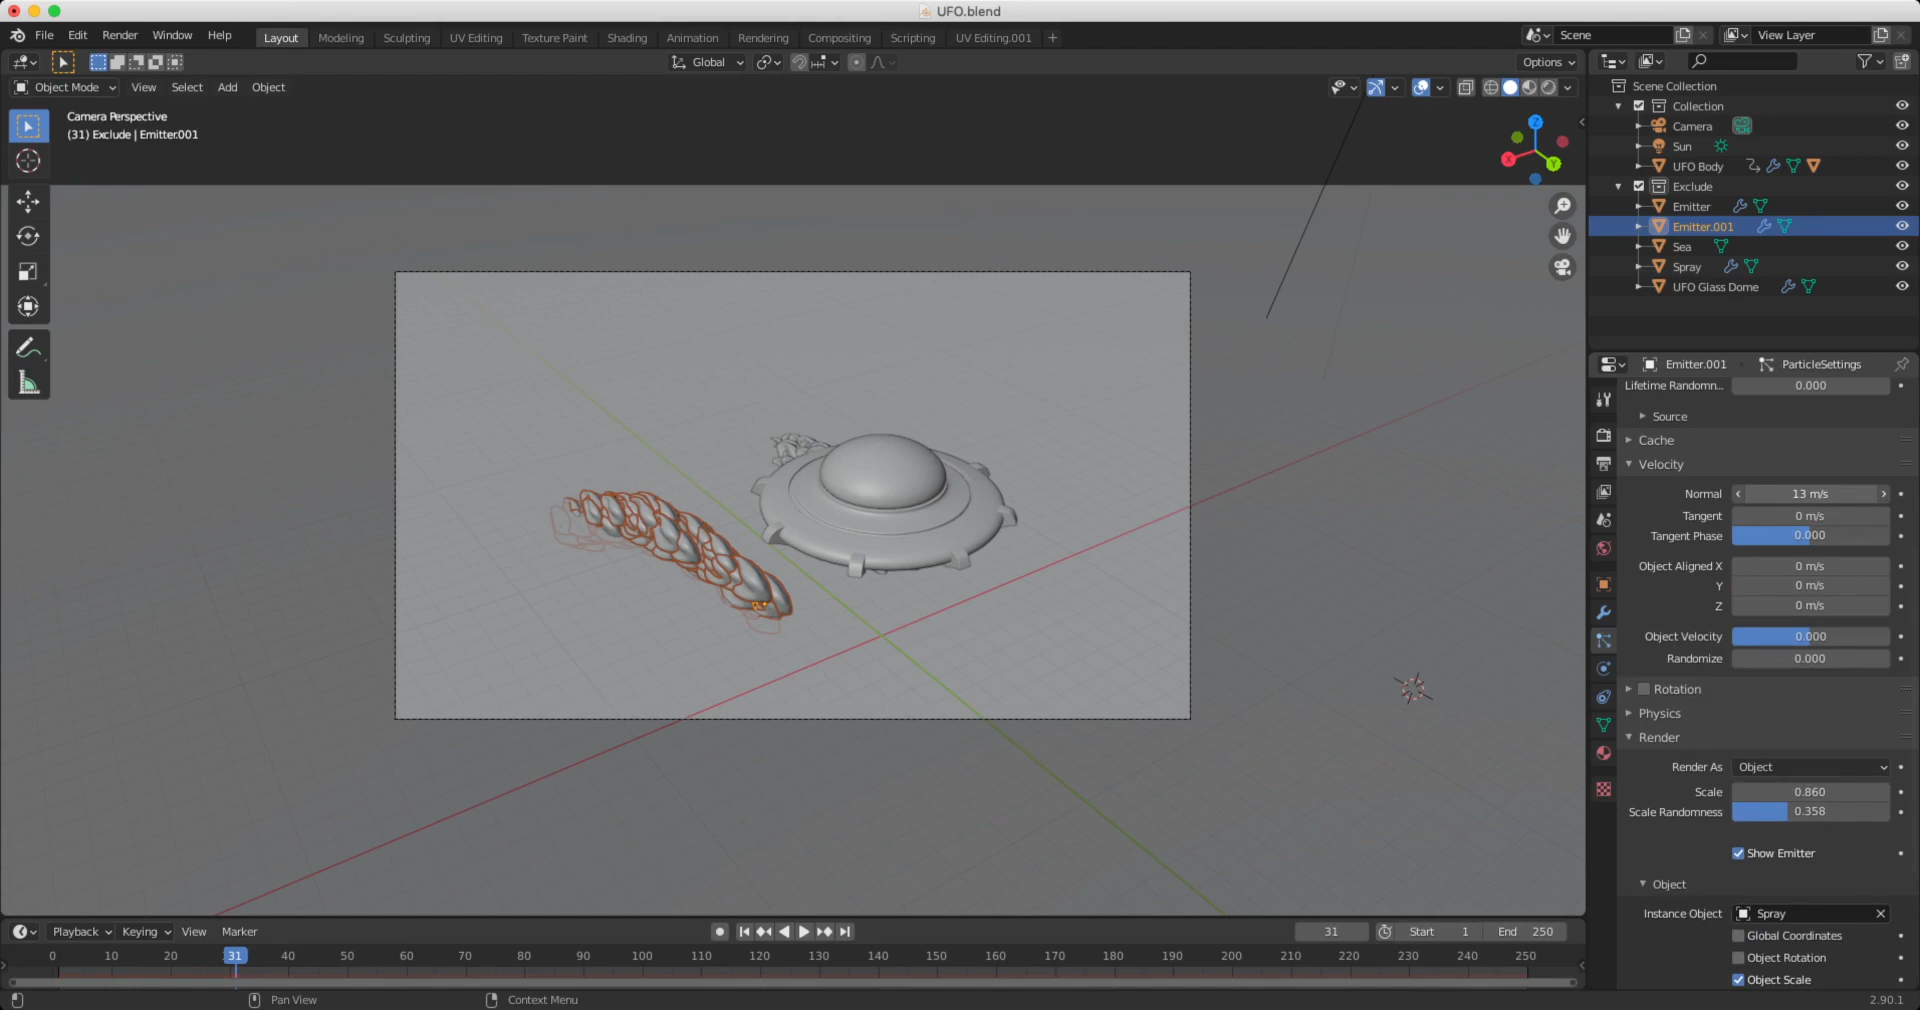 UFO.blend
File Edit Render Window Help Layout Modeling Sculpting UV Editing Texture Paint Shading Animation Rendering Compositing Scripting UV Editing.001 + Scene View Layer
Global Options
Object Mode View Select Add Object
Camera Perspective
(31) Exclude | Emitter.001
Z
X
Y
Scene Collection
Collection
Camera
Sun
UFO Body
Exclude
Emitter
Emitter.001
Sea
Spray
UFO Glass Dome
Emitter.001 ParticleSettings
Lifetime Randomn... 0.000
Source
Cache
Velocity
Normal 13 m/s
Tangent 0 m/s
Tangent Phase 0.000
Object Aligned X 0 m/s
Y 0 m/s
Z 0 m/s
Object Velocity 0.000
Randomize 0.000
Rotation
Physics
Render
Render As Object
Scale 0.860
Scale Randomness 0.358
Show Emitter
Object
Instance Object Spray
Global Coordinates
Object Rotation
Object Scale
Playback Keying View Marker 31 Start 1 End 250
0 10 20 31 40 50 60 70 80 90 100 110 120 130 140 150 160 170 180 190 200 210 220 230 240 250
Pan View Context Menu 2.90.1